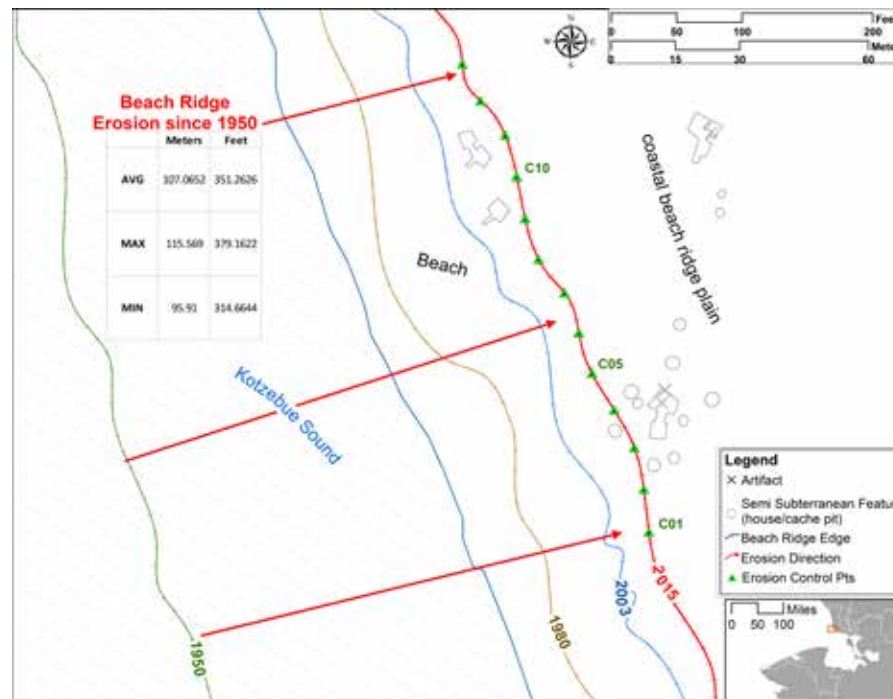 N
W
E
S
Feet
0 50 100 200
Meters
0 15 30 60
Beach Ridge
Erosion since 1950
Meters Feet
AVG 107.0652 351.2626
MAX 115.569 379.1622
MIN 95.91 314.6644
C10
coastal beach ridge plain
Beach
C05
Kotzebue Sound
C01
Legend
Artifact
Semi Subterranean Feature
(house/cache pit)
Beach Ridge Edge
Erosion Direction
Erosion Control Pts
1950
1980
2003
2015
Miles
0 50 100